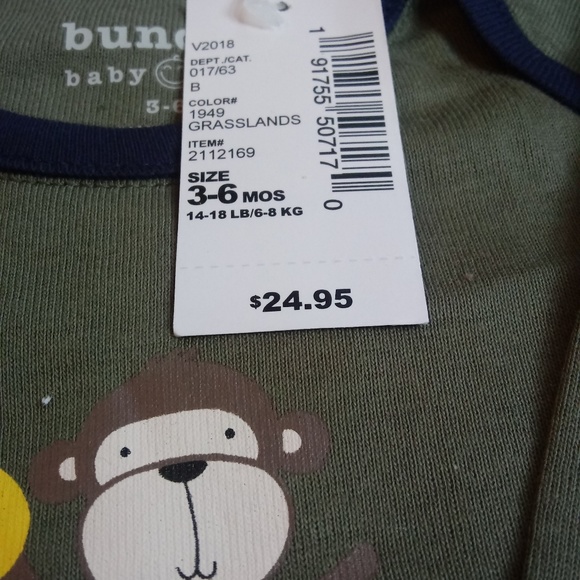 baby
V2018
DEPT./CAT.
017/63
B
COLOR#
1949
GRASSLANDS
ITEM#
2112169
SIZE
3-6 MOS
14-18 LB/6-8 KG
$24.95
1 91755 50717 0